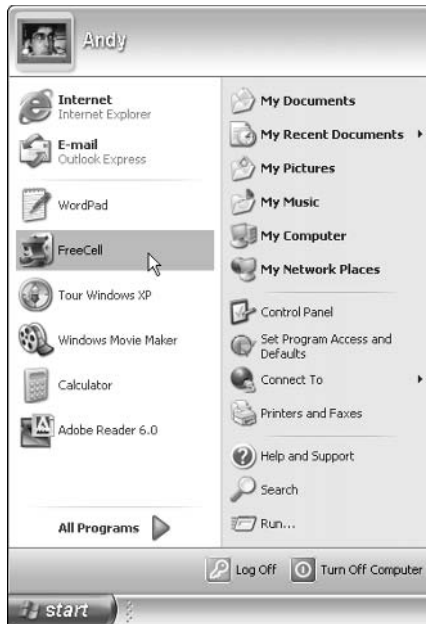 Andy
Internet
Internet Explorer
E-mail
Outlook Express
WordPad
FreeCell
Tour Windows XP
Windows Movie Maker
Calculator
Adobe Reader 6.0
All Programs
My Documents
My Recent Documents
My Pictures
My Music
My Computer
My Network Places
Control Panel
Set Program Access and
Defaults
Connect To
Printers and Faxes
Help and Support
Search
Run...
Log Off
Turn Off Computer
start